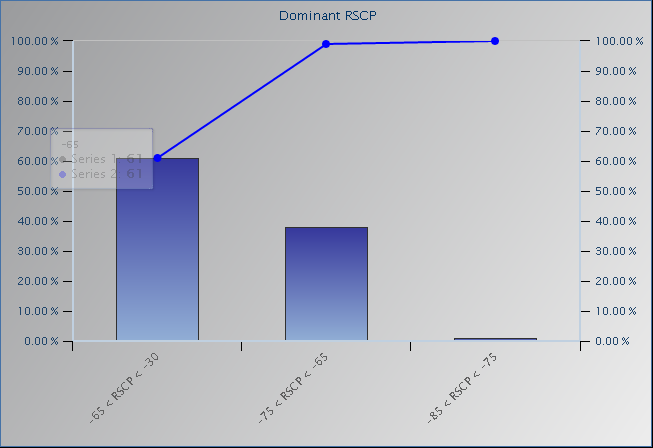 Dominant RSCP
100.00 % 100.00 %
90.00 % 90.00 %
80.00 % 80.00 %
70.00 % 70.00 %
-65
Series 1: 61
60.00 % 60.00 %
Series 2: 61
50.00 % 50.00 %
40.00 % 40.00 %
30.00 % 30.00 %
20.00 % 20.00 %
10.00 % 10.00 %
0.00 % 0.00 %
-65 < RSCP < -30
-75 < RSCP < -65
-85 < RSCP < -75